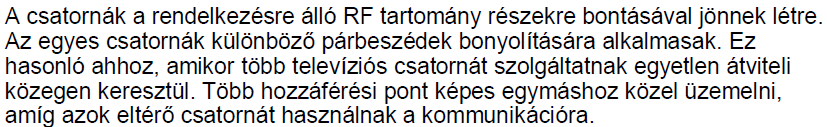 A csatornák a rendelkezésre álló RF tartomány részekre bontásával jönnek létre.
Az egyes csatornák különböző párbeszédek bonyolítására alkalmasak. Ez
hasonló ahhoz, amikor több televíziós csatornát szolgáltatnak egyetlen átviteli
közegen keresztül. Több hozzáférési pont képes egymáshoz közel üzemelni,
amíg azok eltérő csatornát használnak a kommunikációra.